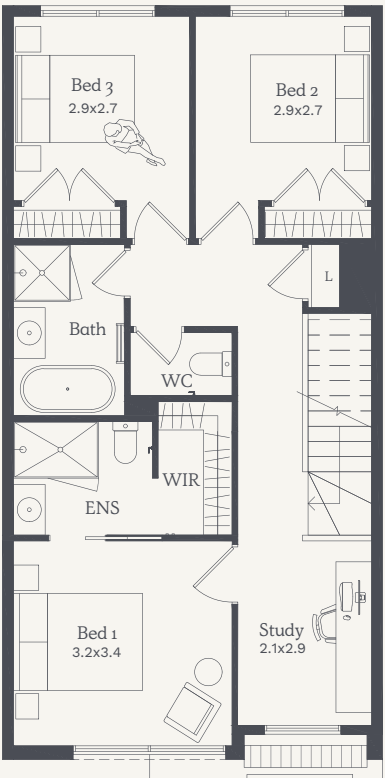 Bed 3
2.9x2.7
Bed 2
2.9x2.7
L
Bath
WC
WIR
ENS
Bed 1
3.2x3.4
Study
2.1x2.9